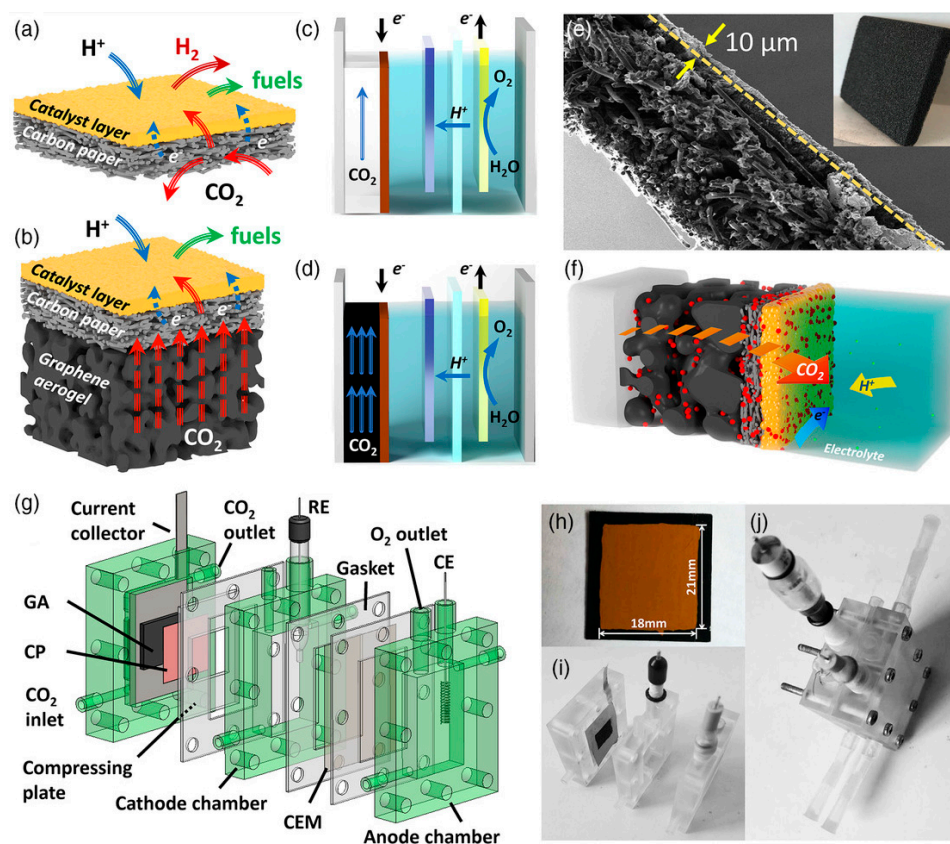 (a)
H+
H2
fuels
Catalyst layer
Carbon paper
e-
e-
CO2
(b)
H+
fuels
Catalyst layer
Carbon paper
e-
e-
Graphene
aerogel
CO2
(c)
e-
e-
O2
H+
CO2
H2O
(d)
e-
e-
O2
H+
CO2
H2O
(e)
10 μm
(f)
CO2
H+
e-
Electrolyte
(g)
Current
collector
CO2
outlet
RE
O2 outlet
Gasket
CE
GA
CP
CO2
inlet
Compressing
plate
Cathode chamber
CEM
Anode chamber
(h)
21mm
18mm
(i)
(j)